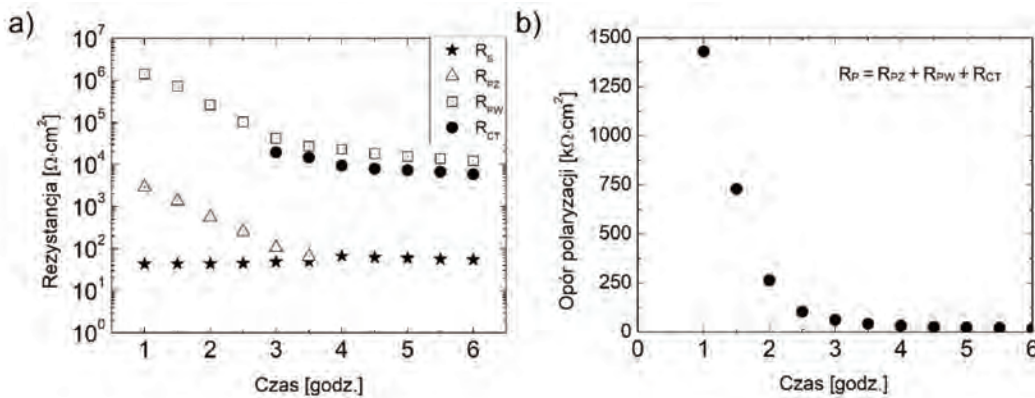 a)
Rezystancja [Ω·cm²]
10⁷
10⁶
10⁵
10⁴
10³
10²
10¹
10⁰
1 2 3 4 5 6
Czas [godz.]
R_S
R_PZ
R_PW
R_CT
b)
Opór polaryzacji [kΩ·cm²]
1500
1250
1000
750
500
250
0
0 1 2 3 4 5 6
Czas [godz.]
R_P = R_PZ + R_PW + R_CT